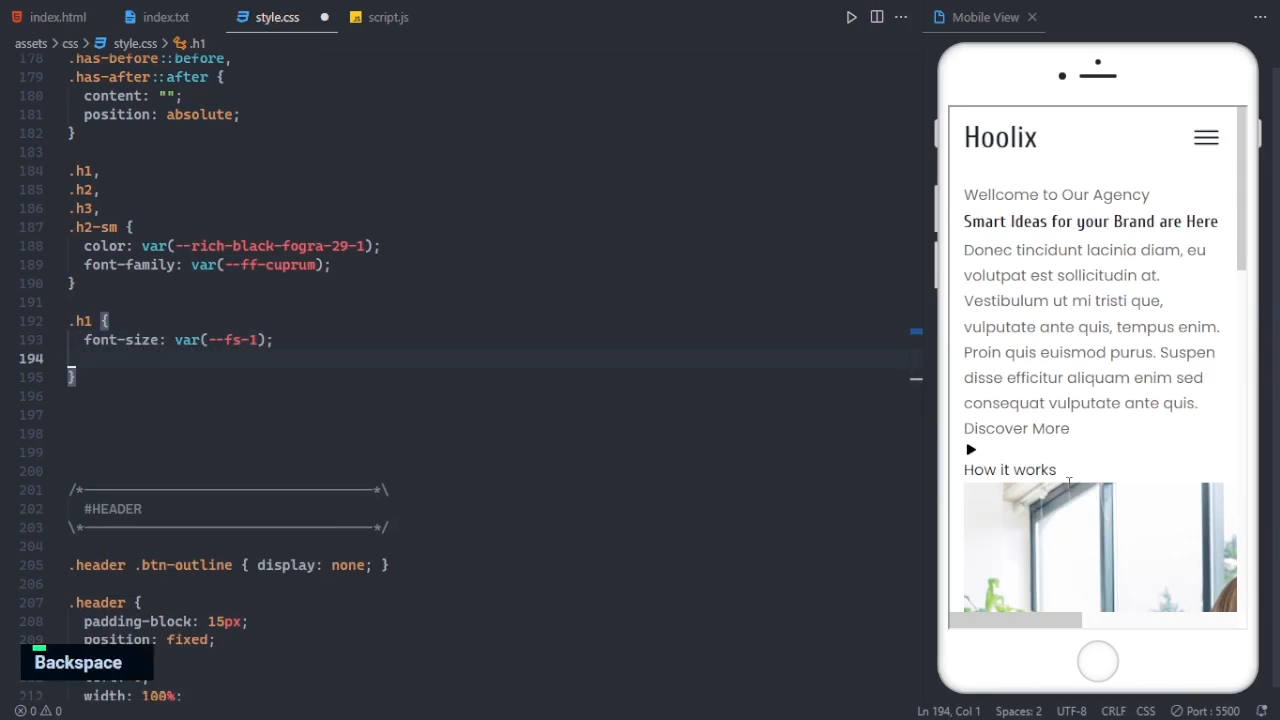 index.html
index.txt
style.css
script.js
Mobile View
assets > css > style.css > .h1
178 .has-before::before,
179 .has-after::after {
180 content: "";
181 position: absolute;
182 }
183
184 .h1,
185 .h2,
186 .h3,
187 .h2-sm {
188 color: var(--rich-black-fogra-29-1);
189 font-family: var(--ff-cuprum);
190 }
191
192 .h1 {
193 font-size: var(--fs-1);
194
195 }
196
197
198
199
200
201 /*-----------------------------------*\
202 #HEADER
203 \*-----------------------------------*/
204
205 .header .btn-outline { display: none; }
206
207 .header {
208 padding-block: 15px;
209 position: fixed;
212 width: 100%;
Backspace
Hoolix
Wellcome to Our Agency
Smart Ideas for your Brand are Here
Donec tincidunt lacinia diam, eu
volutpat est sollicitudin at.
Vestibulum ut mi tristi que,
vulputate ante quis, tempus enim.
Proin quis euismod purus. Suspen
disse efficitur aliquam enim sed
consequat vulputate ante quis.
Discover More
How it works
0 0
Ln 194, Col 1
Spaces: 2
UTF-8
CRLF
CSS
Port : 5500